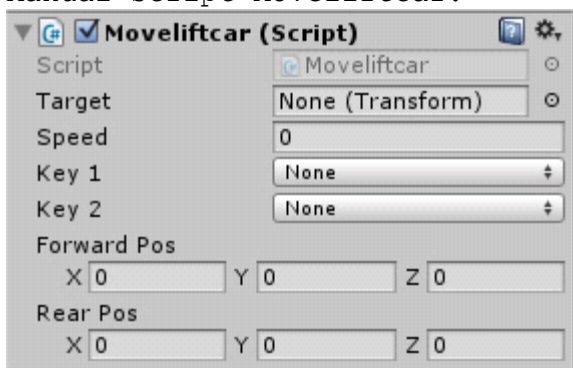 Moveliftcar (Script)
Script Moveliftcar
Target None (Transform)
Speed 0
Key 1 None
Key 2 None
Forward Pos
X 0 Y 0 Z 0
Rear Pos
X 0 Y 0 Z 0